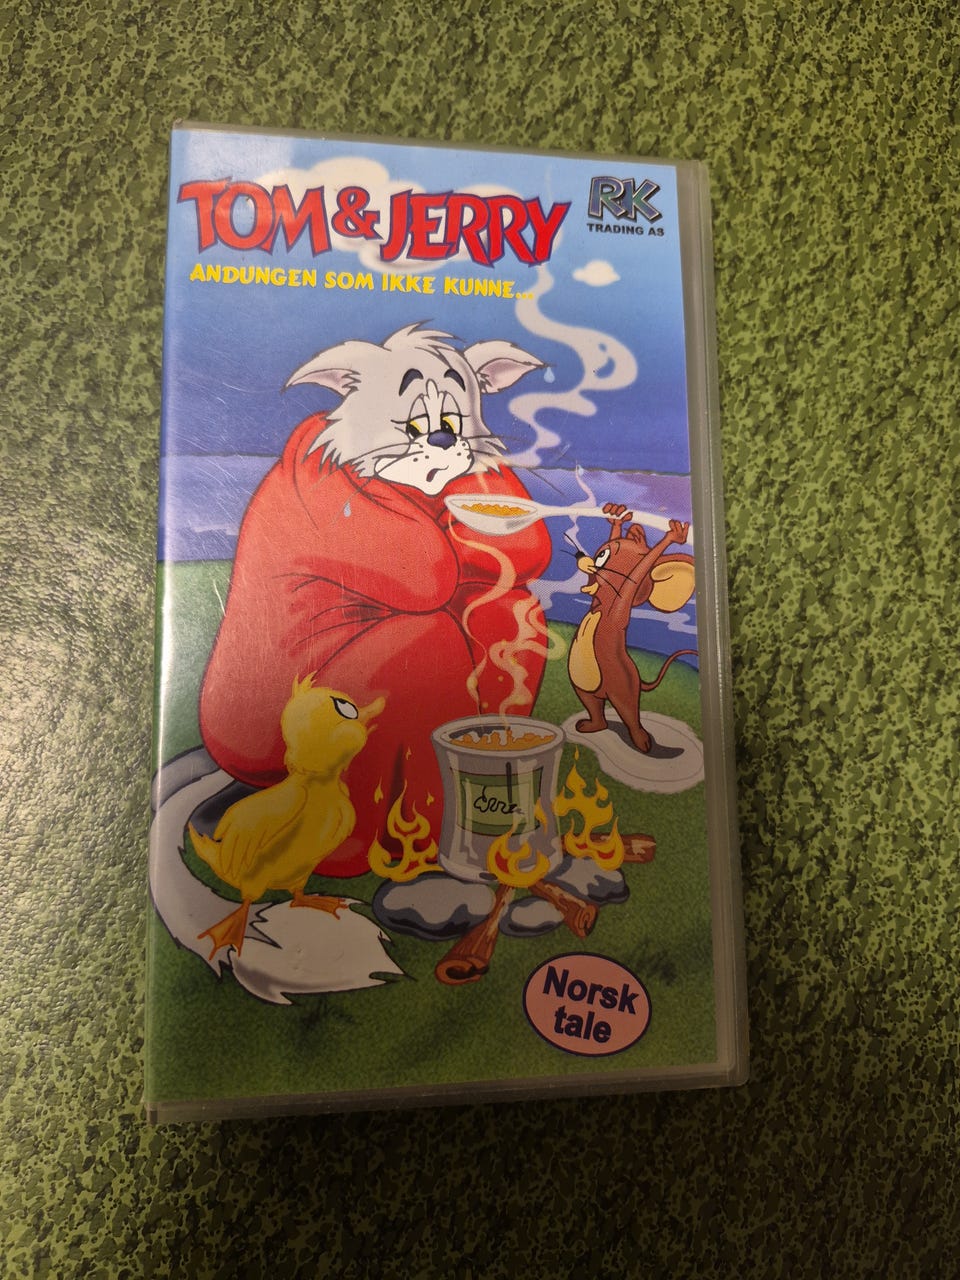 TOM & JERRY
ANDUNGEN SOM IKKE KUNNE...
RK
TRADING AS
Norsk
tale